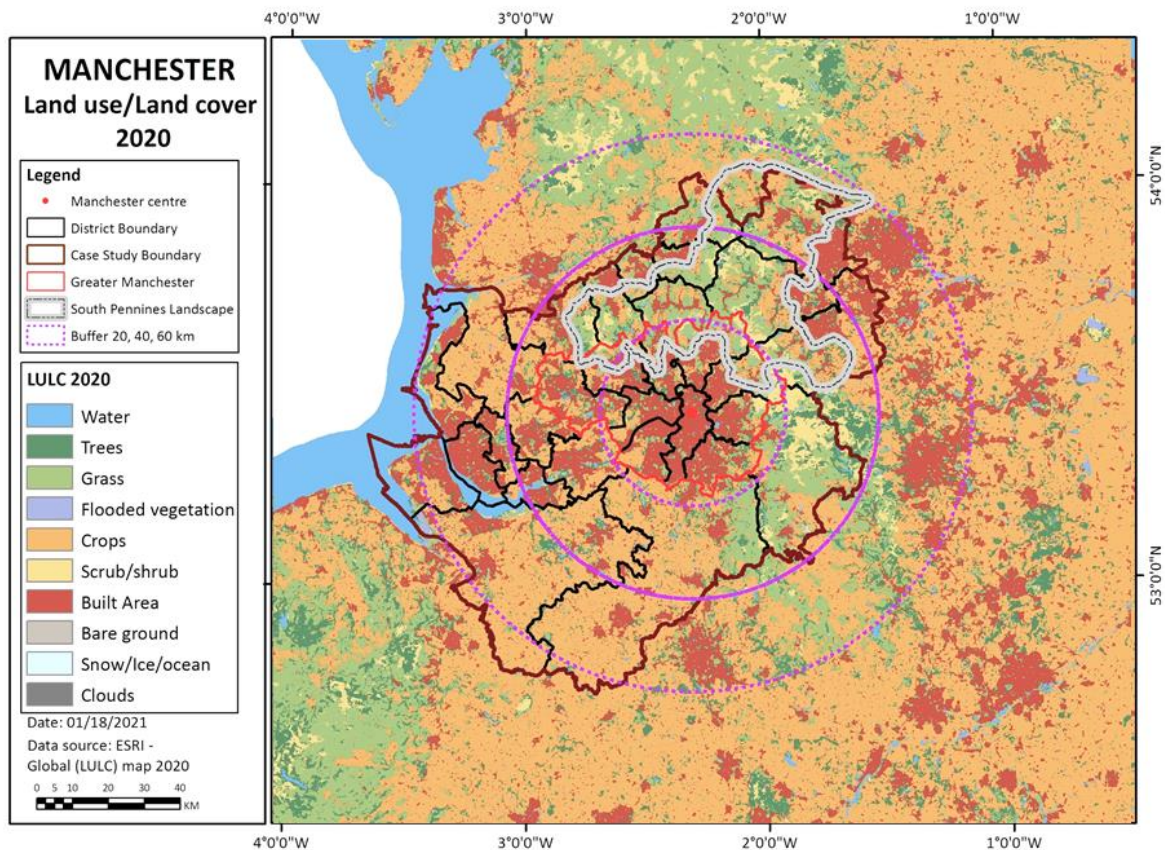 MANCHESTER
Land use/Land cover
2020
Legend
Manchester centre
District Boundary
Case Study Boundary
Greater Manchester
South Pennines Landscape
Buffer 20, 40, 60 km
LULC 2020
Water
Trees
Grass
Flooded vegetation
Crops
Scrub/shrub
Built Area
Bare ground
Snow/Ice/ocean
Clouds
Date: 01/18/2021
Data source: ESRI -
Global (LULC) map 2020
0 5 10 20 30 40
KM
4°0'0"W 3°0'0"W 2°0'0"W 1°0'0"W
54°0'0"N
53°0'0"N
4°0'0"W 3°0'0"W 2°0'0"W 1°0'0"W